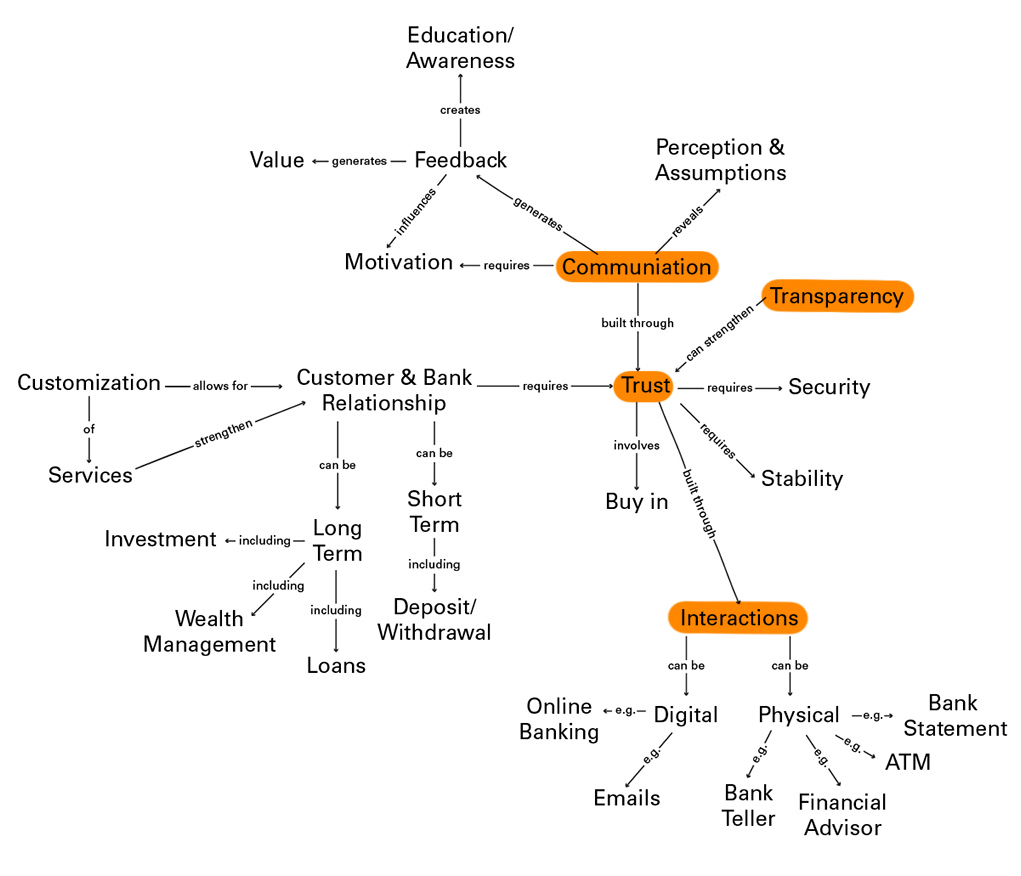 Education/
Awareness
creates
Value
generates
Feedback
Perception &
Assumptions
influences
generates
reveals
Motivation
requires
Communiation
Transparency
built through
can strengthen
Customization
allows for
Customer & Bank
Relationship
requires
Trust
requires
Security
of
strengthen
can be
can be
involves
requires
built through
Services
Stability
Short
Term
Buy in
Investment
including
Long
Term
including
including
including
Wealth
Management
Deposit/
Withdrawal
Loans
Interactions
can be
can be
Online
Banking
e.g.
Digital
Physical
e.g.
Bank
Statement
e.g.
e.g.
e.g.
e.g.
ATM
Emails
Bank
Teller
Financial
Advisor